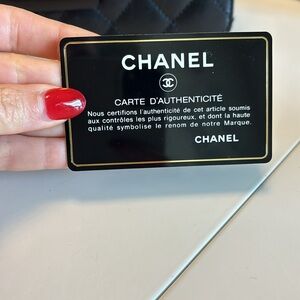 CHANEL
CARTE D'AUTHENTICITÉ
Nous certifions l'authenticité de cet article soumis
aux contrôles les plus rigoureux, et dont la haute
qualité symbolise le renom de notre Marque.
CHANEL